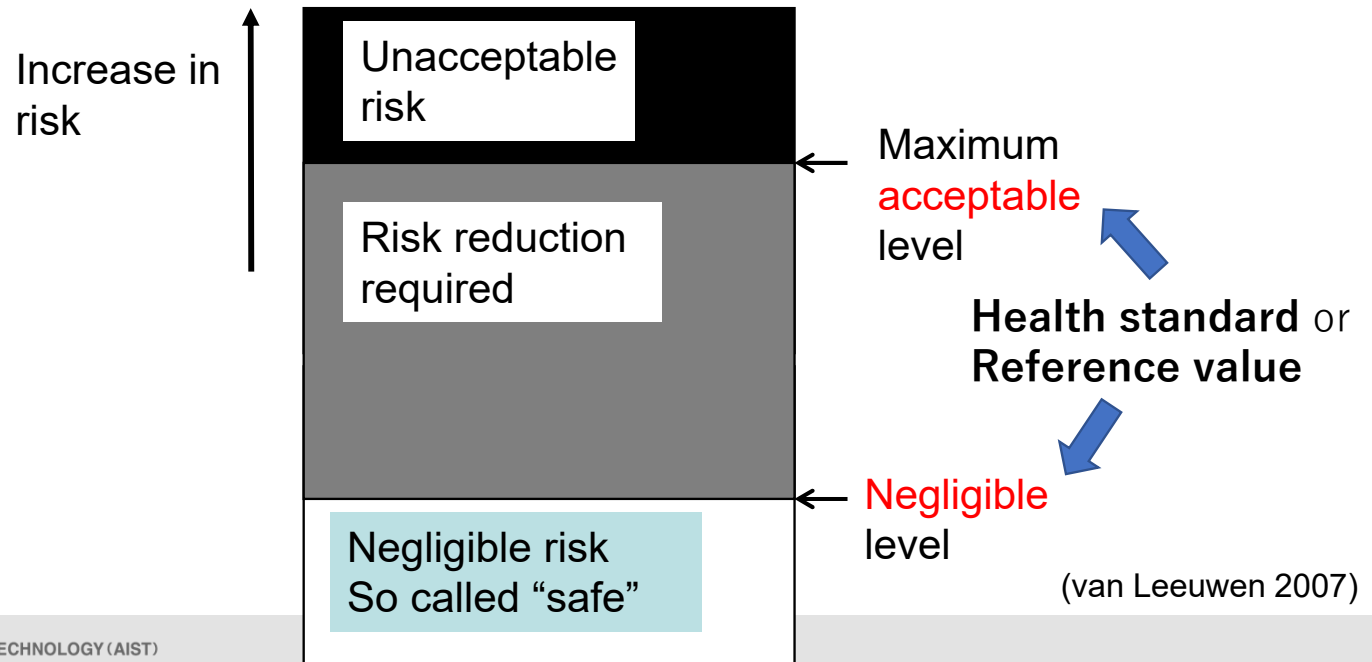 Increase in
risk
Unacceptable
risk
Maximum
acceptable
level
Risk reduction
required
Health standard or
Reference value
Negligible
level
Negligible risk
So called “safe”
(van Leeuwen 2007)
ECHNOLOGY (AIST)